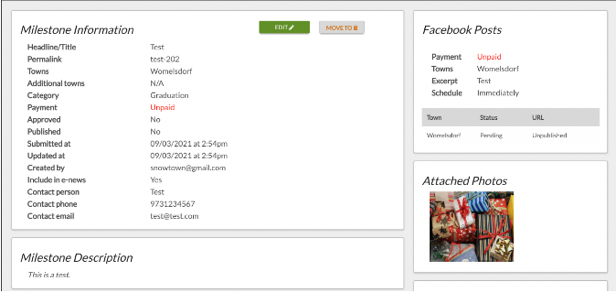 Milestone Information
EDIT
MOVE TO
Headline/Title Test
Permalink test-202
Towns Womelsdorf
Additional towns N/A
Category Graduation
Payment Unpaid
Approved No
Published No
Submitted at 09/03/2021 at 2:54pm
Updated at 09/03/2021 at 2:54pm
Created by snowtown@gmail.com
Include in e-news Yes
Contact person Test
Contact phone 9731234567
Contact email test@test.com
Milestone Description
This is a test.
Facebook Posts
Payment Unpaid
Towns Womelsdorf
Excerpt Test
Schedule Immediately
Town Status URL
Womelsdorf Pending Unpublished
Attached Photos